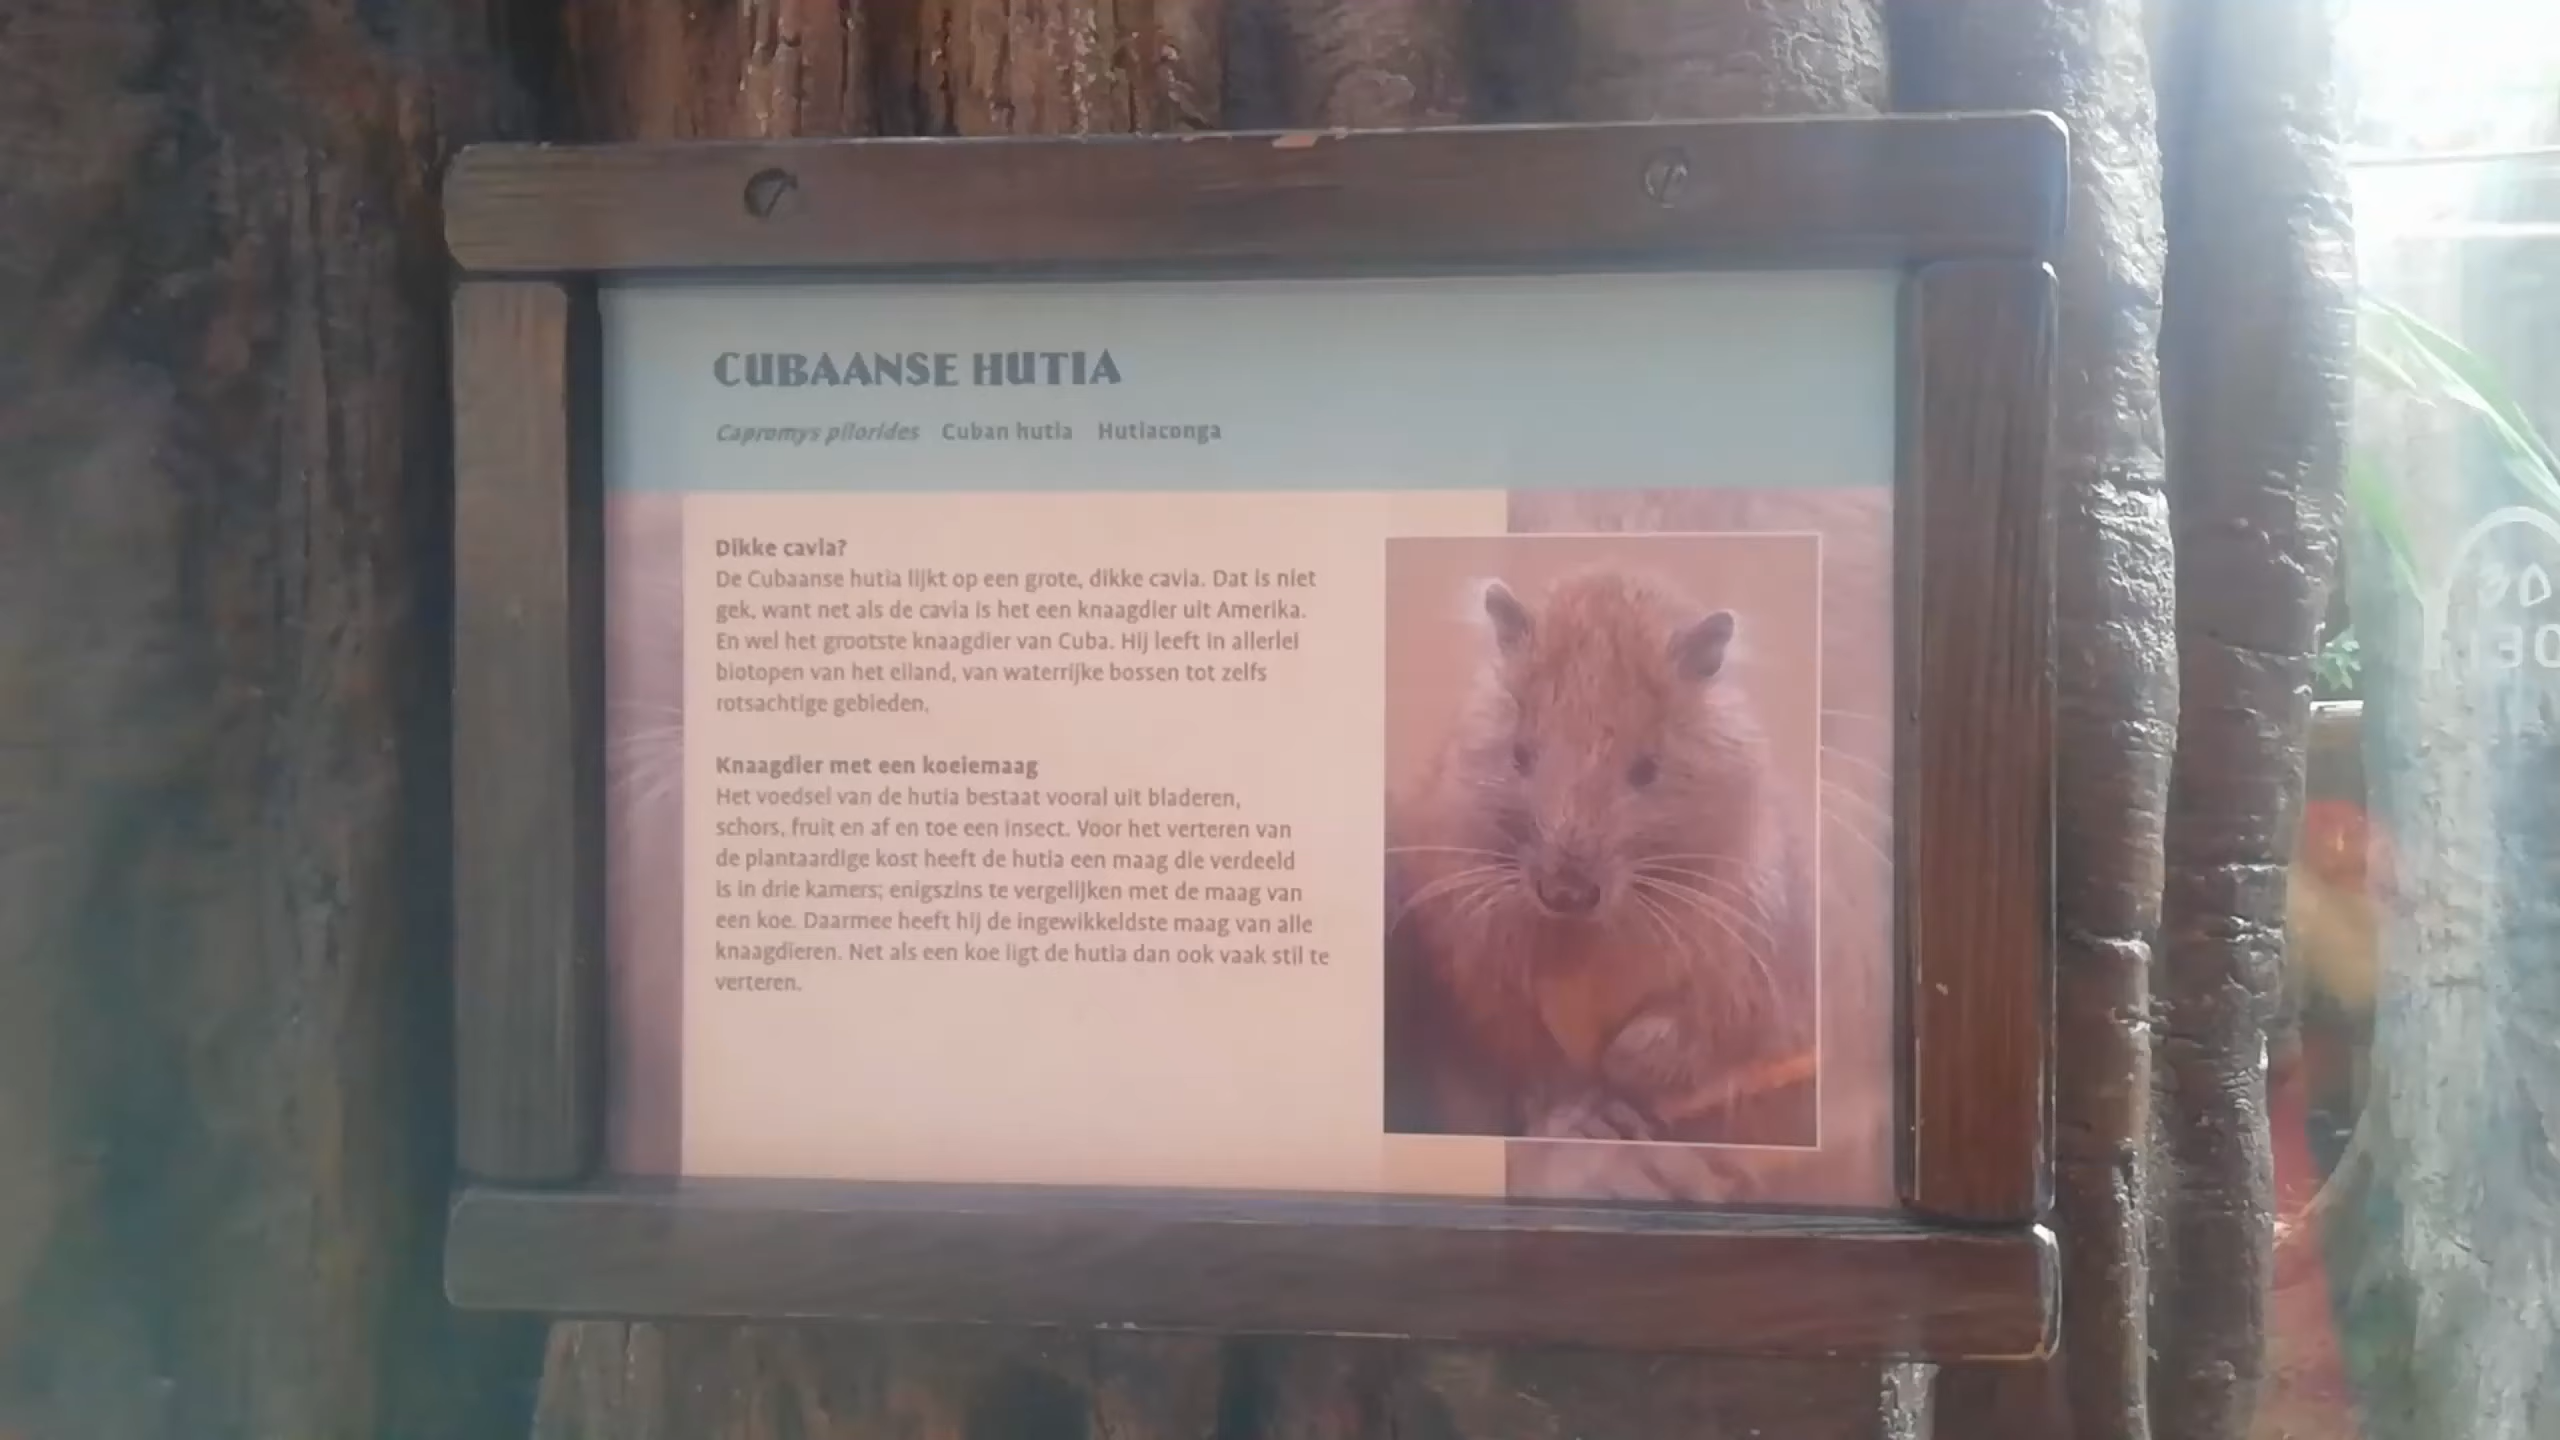 CUBAANSE HUTIA
Capromys pilorides Cuban hutia Hutiaconga
Dikke cavia?
De Cubaanse hutia lijkt op een grote, dikke cavia. Dat is niet
gek, want net als de cavia is het een knaagdier uit Amerika.
En wel het grootste knaagdier van Cuba. Hij leeft in allerlei
biotopen van het eiland, van waterrijke bossen tot zelfs
rotsachtige gebieden.
Knaagdier met een koeiemaag
Het voedsel van de hutia bestaat vooral uit bladeren,
schors, fruit en af en toe een insect. Voor het verteren van
de plantaardige kost heeft de hutia een maag die verdeeld
is in drie kamers; enigszins te vergelijken met de maag van
een koe. Daarmee heeft hij de ingewikkeldste maag van alle
knaagdieren. Net als een koe ligt de hutia dan ook vaak stil te
verteren.